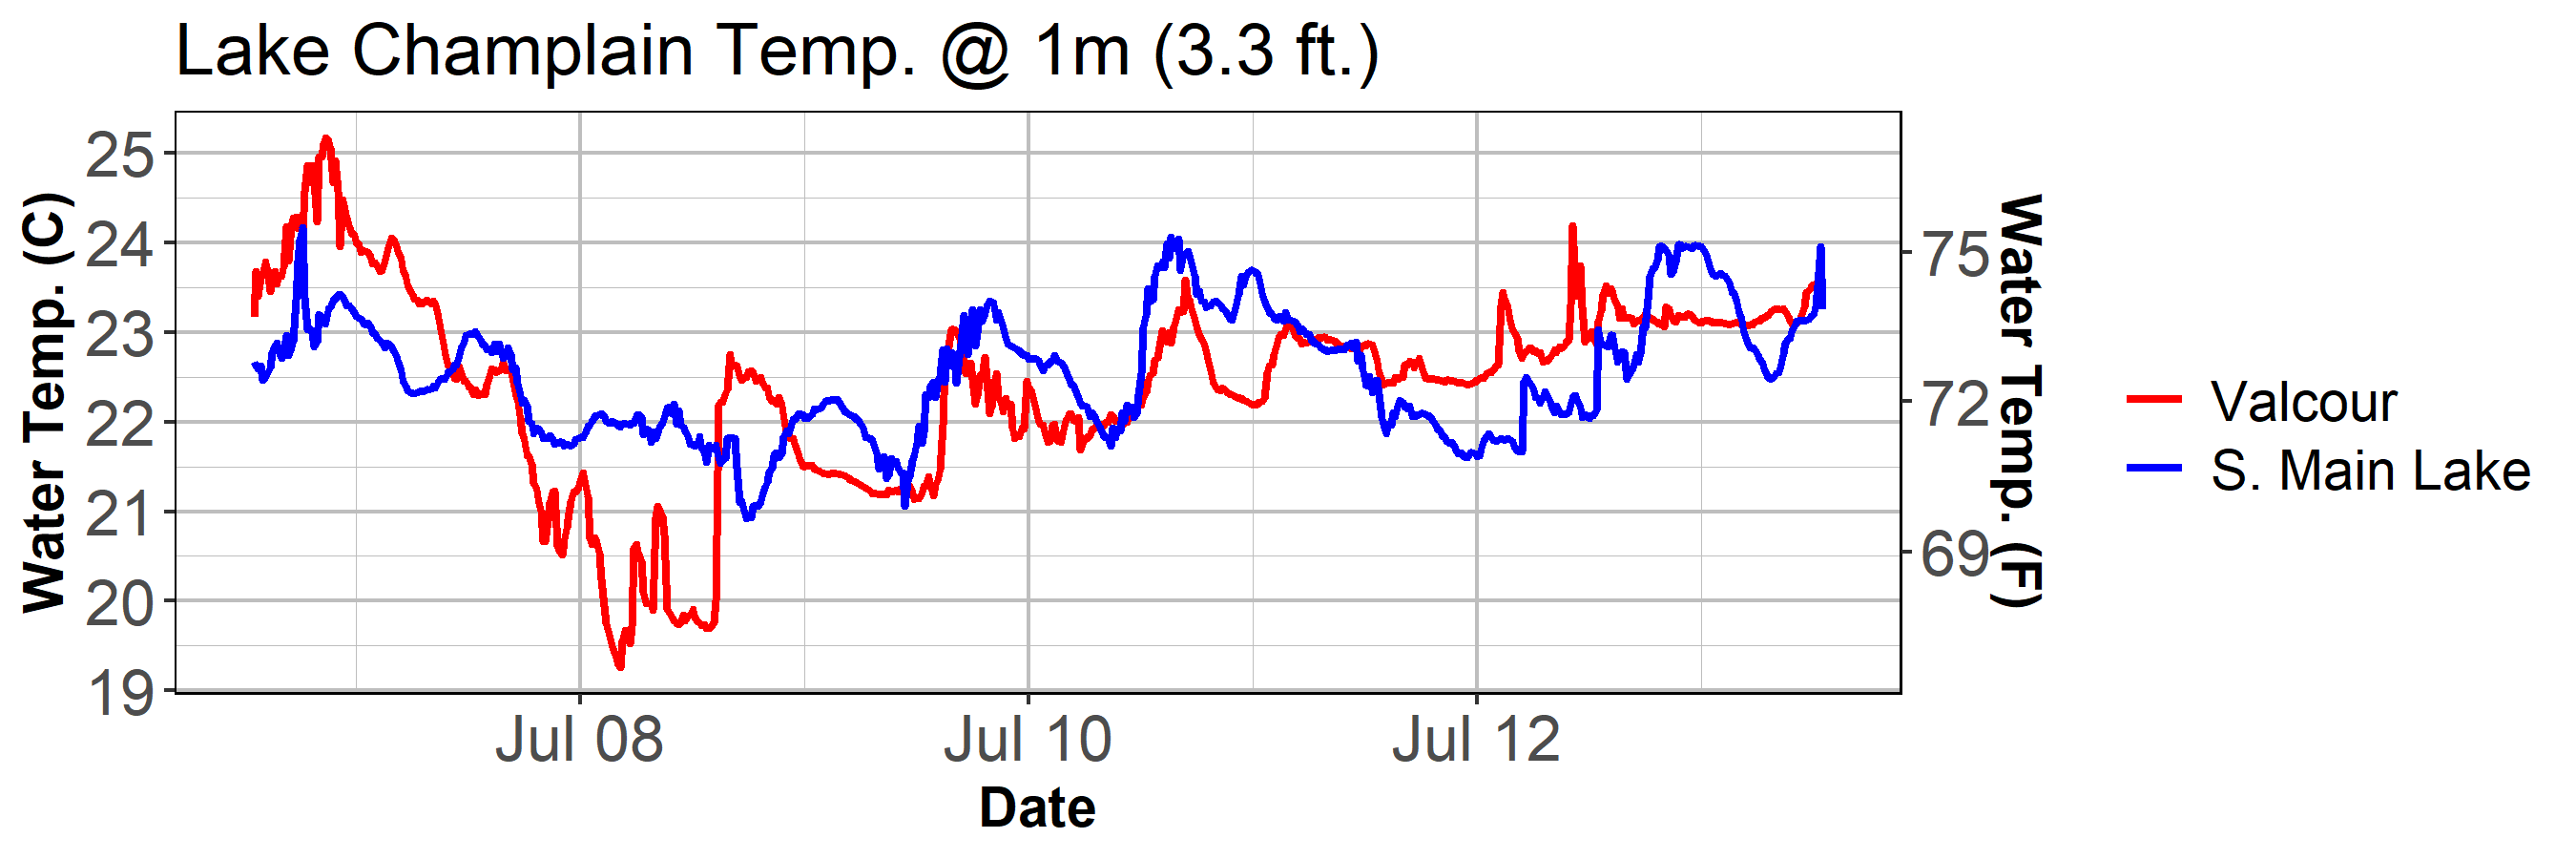 Lake Champlain Temp. @ 1m (3.3 ft.)
Water Temp. (C)
25
24
23
22
21
20
19
75
72
69
Water Temp. (F)
Jul 08
Jul 10
Jul 12
Date
Valcour
S. Main Lake